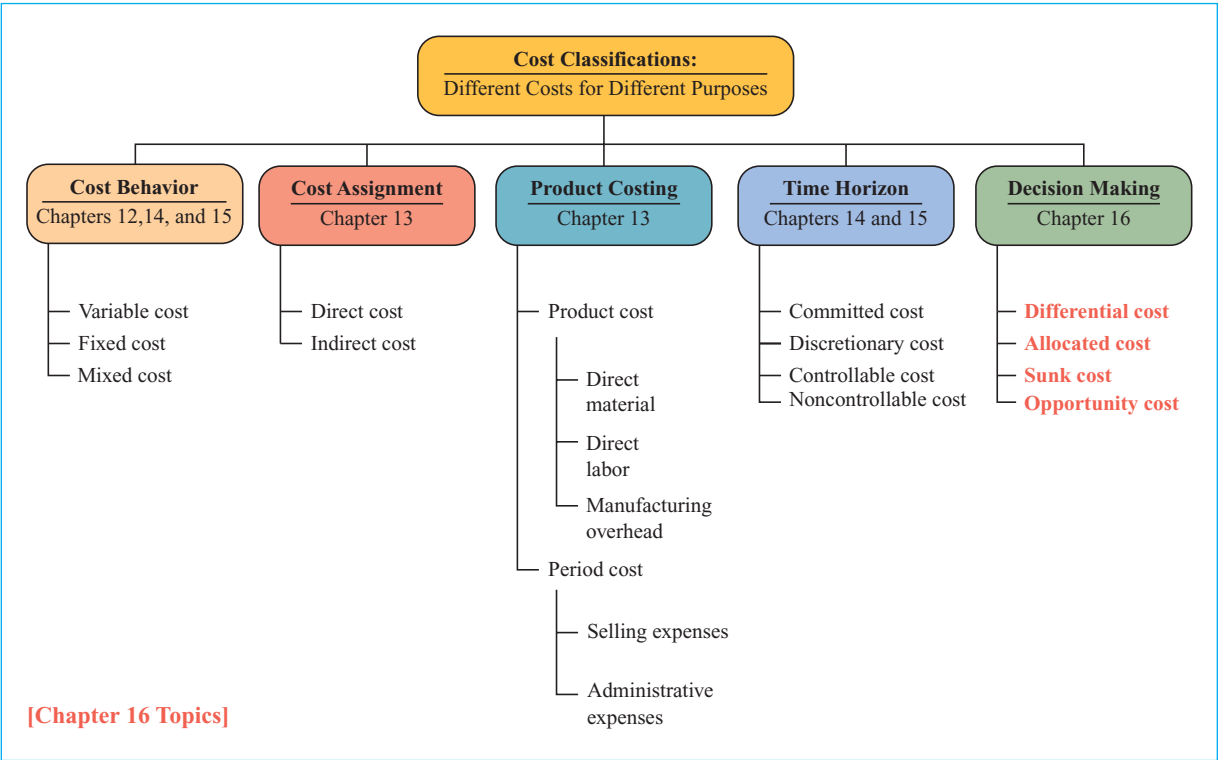 Cost Classifications:
Different Costs for Different Purposes
Cost Behavior
Chapters 12,14, and 15
Variable cost
Fixed cost
Mixed cost
Cost Assignment
Chapter 13
Direct cost
Indirect cost
Product Costing
Chapter 13
Product cost
Direct
material
Direct
labor
Manufacturing
overhead
Period cost
Selling expenses
Administrative
expenses
Time Horizon
Chapters 14 and 15
Committed cost
Discretionary cost
Controllable cost
Noncontrollable cost
Decision Making
Chapter 16
Differential cost
Allocated cost
Sunk cost
Opportunity cost
[Chapter 16 Topics]